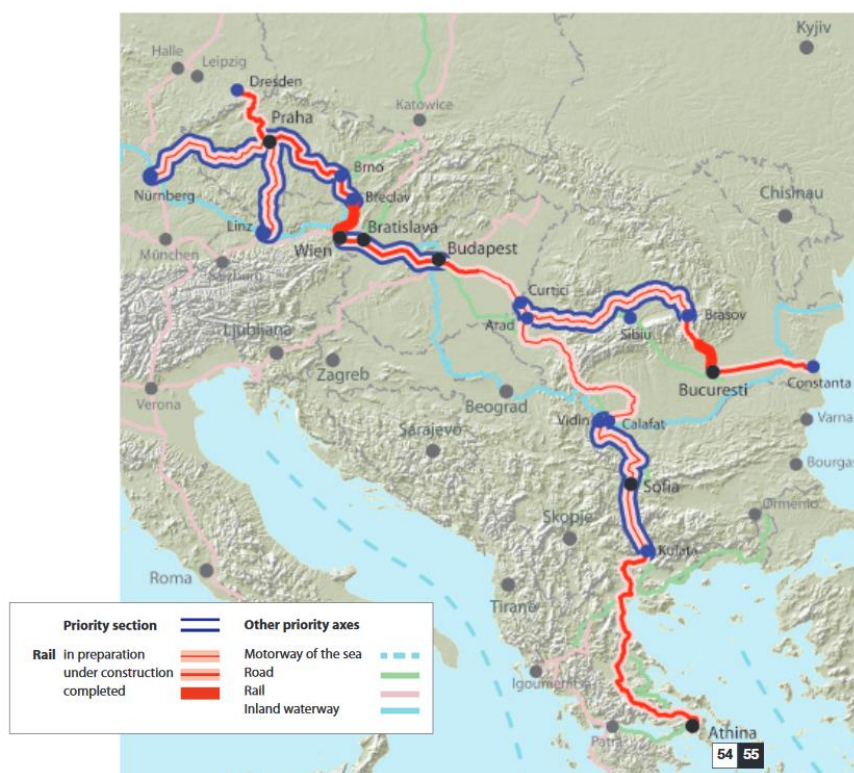 Kyjiv
Halle
Leipzig
Dresden
Katowice
Praha
Brno
Nürnberg
Breclav
Chisinau
Linz
Bratislava
Wien
Budapest
München
Salzburg
Curtici
Arad
Sibiu
Brasov
Ljubljana
Zagreb
Bucuresti
Constanta
Verona
Beograd
Vidin
Calafat
Varna
Sarajevo
Bourgas
Sofia
Ormenio
Skopje
Kulata
Roma
Tiranë
Priority section
Other priority axes
Rail
in preparation
Motorway of the sea
under construction
Road
completed
Rail
Inland waterway
Igoumenitsa
Patra
Athina
54 55